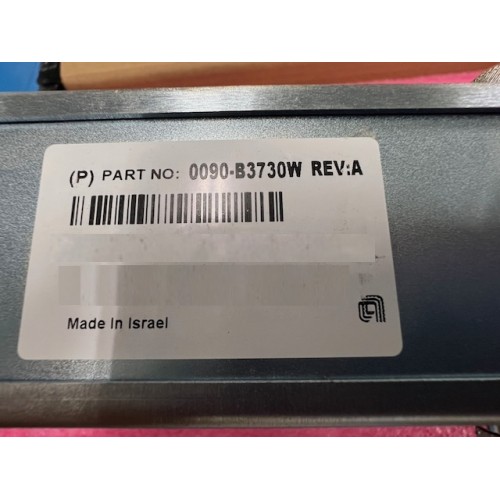 (P) PART NO: 0090-B3730W REV:A
Made In Israel